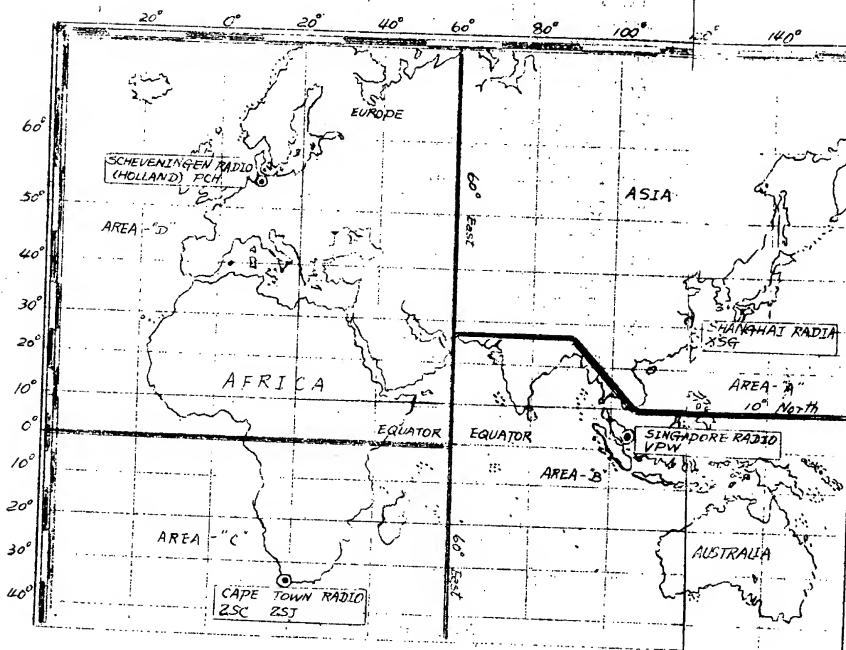 20° 0° 20 40° 60° 80° 100° 120° 140°
60°
50°
40°
30°
20°
10°
0°
10°
20°
30°
40°
EUROPE
SCHEVENINGEN RADIO
(HOLLAND) PCH
60° East
ASIA
AREA-"D"
SHANGHAI RADIA
XSG
AFRICA
AREA-"A"
10° North
EQUATOR
EQUATOR
SINGAPORE RADIO
VPW
AREA-"B"
AREA-"C"
60° East
AUSTRALIA
CAPE TOWN RADIO
ZSC ZSJ